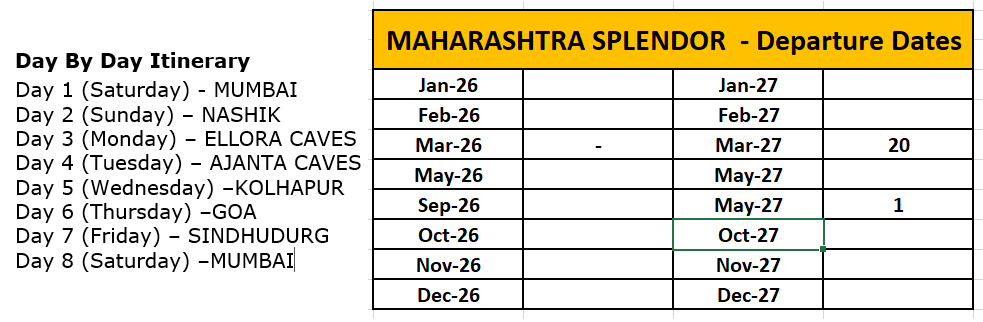 Day By Day Itinerary
Day 1 (Saturday) - MUMBAI
Day 2 (Sunday) – NASHIK
Day 3 (Monday) – ELLORA CAVES
Day 4 (Tuesday) – AJANTA CAVES
Day 5 (Wednesday) –KOLHAPUR
Day 6 (Thursday) –GOA
Day 7 (Friday) – SINDHUDURG
Day 8 (Saturday) –MUMBAI
MAHARASHTRA SPLENDOR - Departure Dates
Jan-26 Jan-27
Feb-26 Feb-27
Mar-26 - Mar-27 20
May-26 May-27
Sep-26 May-27 1
Oct-26 Oct-27
Nov-26 Nov-27
Dec-26 Dec-27